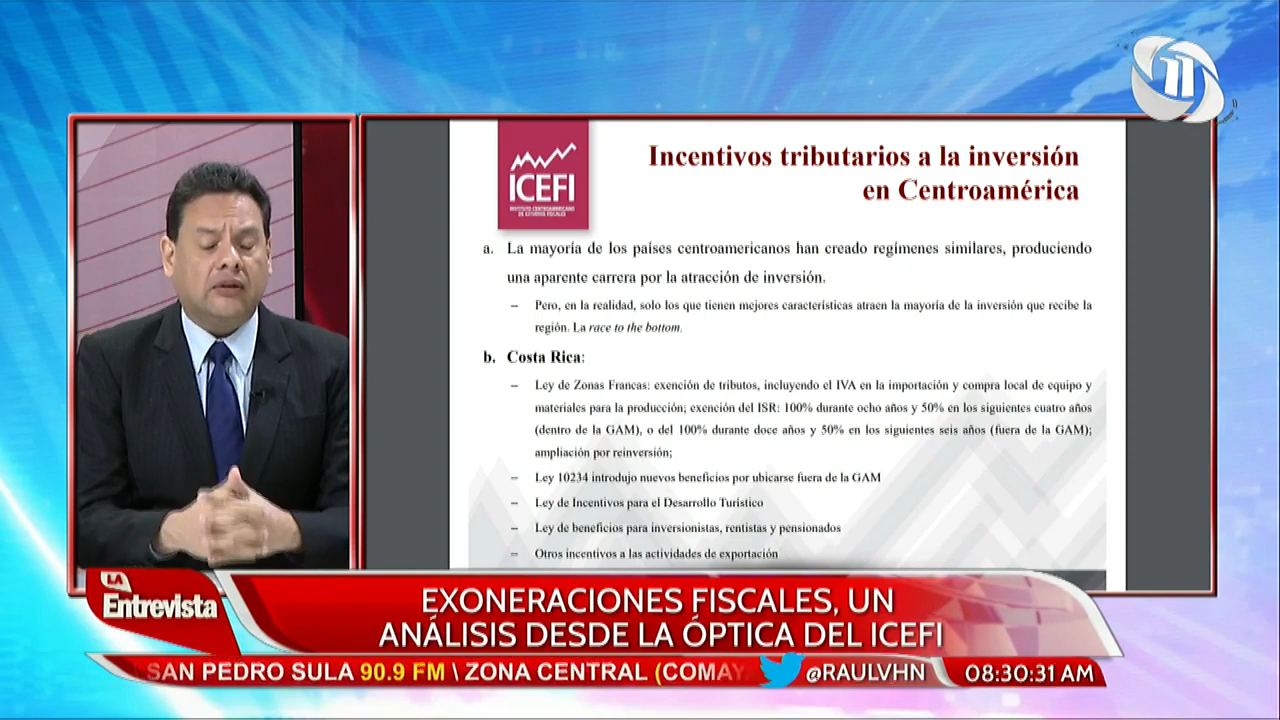 11
ICEFI
INSTITUTO CENTROAMERICANO
DE ESTUDIOS FISCALES
Incentivos tributarios a la inversión
en Centroamérica
a. La mayoría de los países centroamericanos han creado regímenes similares, produciendo
una aparente carrera por la atracción de inversión.
– Pero, en la realidad, solo los que tienen mejores características atraen la mayoría de la inversión que recibe la
región. La race to the bottom.
b. Costa Rica:
– Ley de Zonas Francas: exención de tributos, incluyendo el IVA en la importación y compra local de equipo y
materiales para la producción; exención del ISR: 100% durante ocho años y 50% en los siguientes cuatro años
(dentro de la GAM), o del 100% durante doce años y 50% en los siguientes seis años (fuera de la GAM);
ampliación por reinversión;
– Ley 10234 introdujo nuevos beneficios por ubicarse fuera de la GAM
– Ley de Incentivos para el Desarrollo Turístico
– Ley de beneficios para inversionistas, rentistas y pensionados
– Otros incentivos a las actividades de exportación
LA
Entrevista
EXONERACIONES FISCALES, UN
ANÁLISIS DESDE LA ÓPTICA DEL ICEFI
SAN PEDRO SULA 90.9 FM \ ZONA CENTRAL (COMAY
@RAULVHN
08:30:31 AM